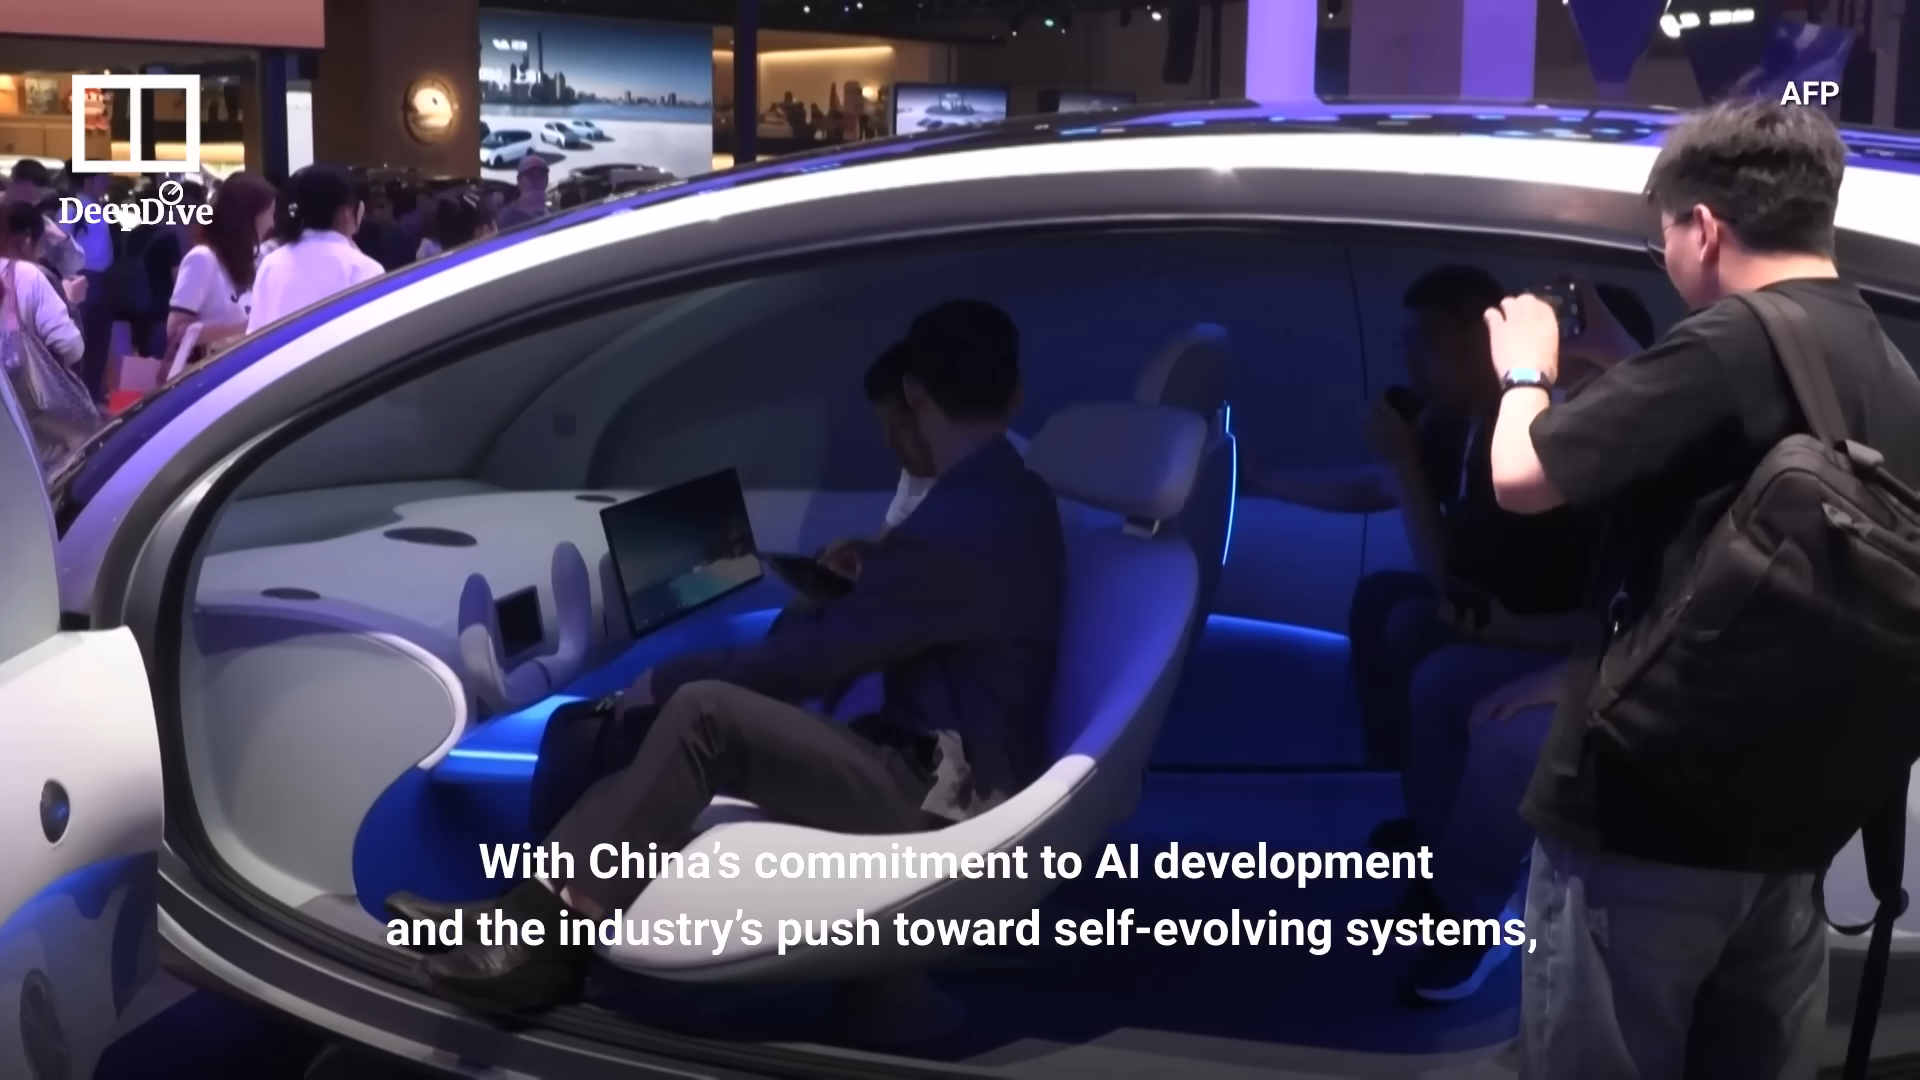 AFP
DeepDive
With China’s commitment to AI development
and the industry’s push toward self-evolving systems,